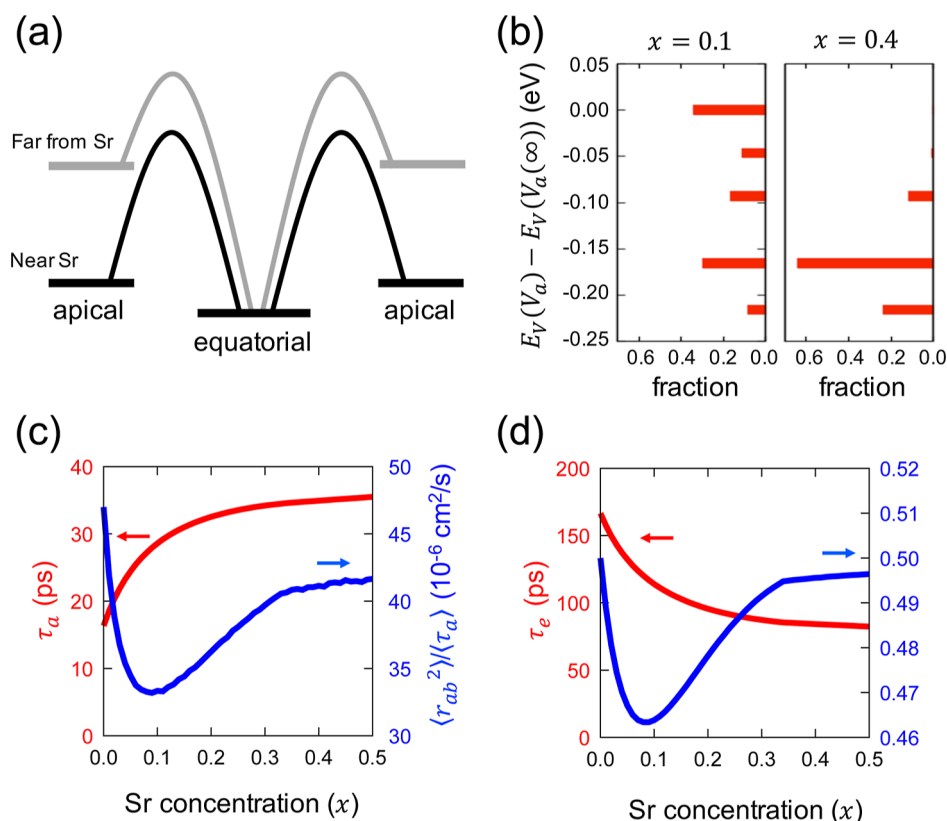 (a)
Far from Sr
Near Sr
apical
equatorial
apical
(b)
x = 0.1
x = 0.4
E_V(V_a) − E_V(V_a(∞)) (eV)
0.05
0.00
-0.05
-0.10
-0.15
-0.20
-0.25
0.6 0.4 0.2 0.0
0.6 0.4 0.2 0.0
fraction
fraction
(c)
τ_a (ps)
40
30
20
10
0
50
45
40
35
30
⟨r_ab²⟩/⟨τ_a⟩ (10⁻⁶ cm²/s)
0.0 0.1 0.2 0.3 0.4 0.5
Sr concentration (x)
(d)
τ_e (ps)
200
150
100
50
0
0.52
0.51
0.50
0.49
0.48
0.47
0.46
0.0 0.1 0.2 0.3 0.4 0.5
Sr concentration (x)